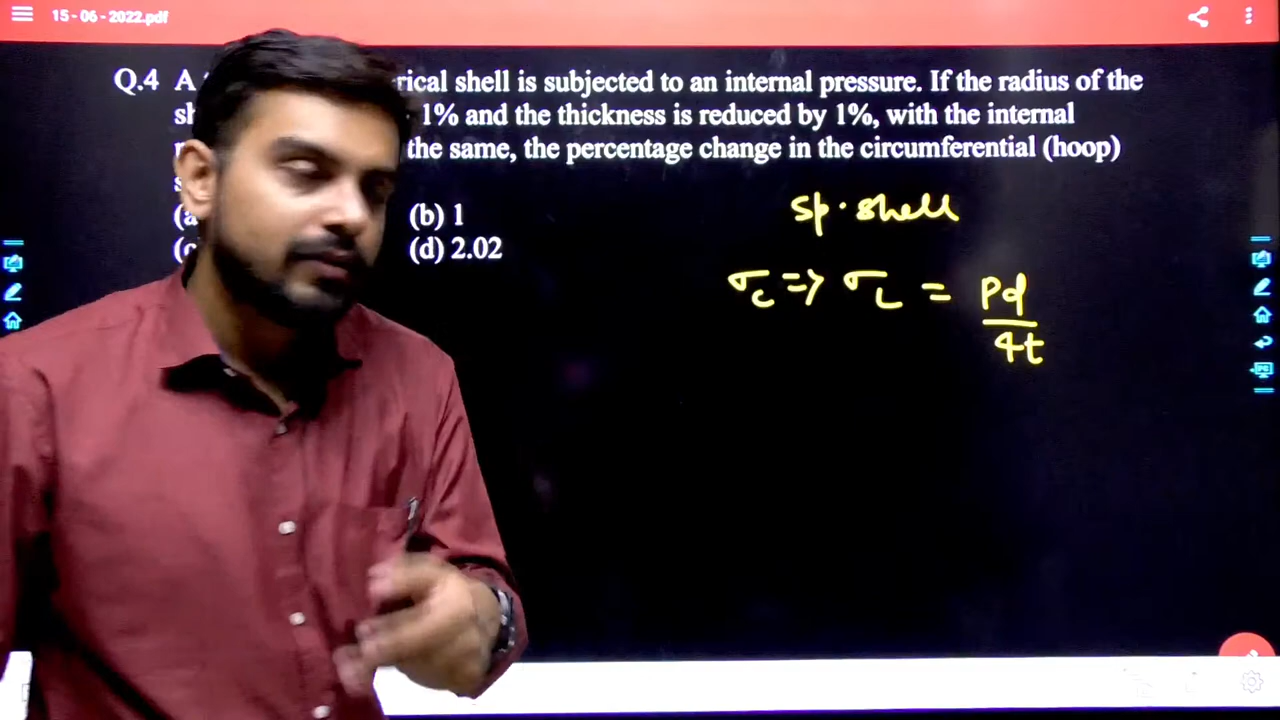 15 - 06 - 2022.pdf
Q.4 A rical shell is subjected to an internal pressure. If the radius of the
sh 1% and the thickness is reduced by 1%, with the internal
the same, the percentage change in the circumferential (hoop)
s
sp. shell
(a (b) 1
(c (d) 2.02
σc => σL = Pd
4t